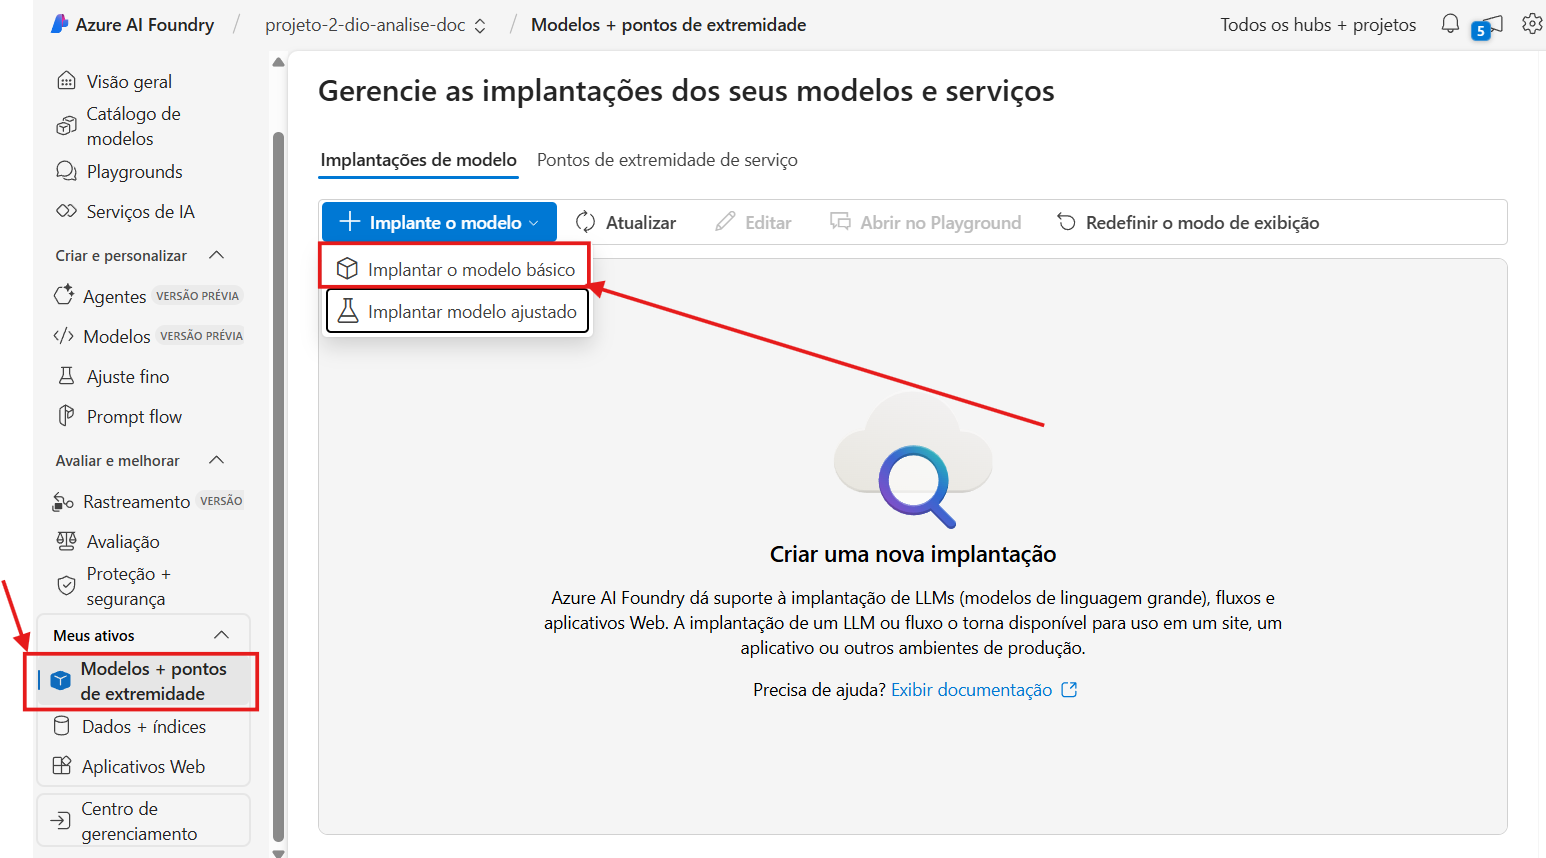 Azure AI Foundry / projeto-2-dio-analise-doc / Modelos + pontos de extremidade
Todos os hubs + projetos
5
Visão geral
Catálogo de
modelos
Playgrounds
Serviços de IA
Criar e personalizar
Agentes VERSÃO PRÉVIA
Modelos VERSÃO PRÉVIA
Ajuste fino
Prompt flow
Avaliar e melhorar
Rastreamento VERSÃO
Avaliação
Proteção +
segurança
Meus ativos
Modelos + pontos
de extremidade
Dados + índices
Aplicativos Web
Centro de
gerenciamento
Gerencie as implantações dos seus modelos e serviços
Implantações de modelo Pontos de extremidade de serviço
Implante o modelo Atualizar Editar Abrir no Playground Redefinir o modo de exibição
Implantar o modelo básico
Implantar modelo ajustado
Criar uma nova implantação
Azure AI Foundry dá suporte à implantação de LLMs (modelos de linguagem grande), fluxos e
aplicativos Web. A implantação de um LLM ou fluxo o torna disponível para uso em um site, um
aplicativo ou outros ambientes de produção.
Precisa de ajuda? Exibir documentação